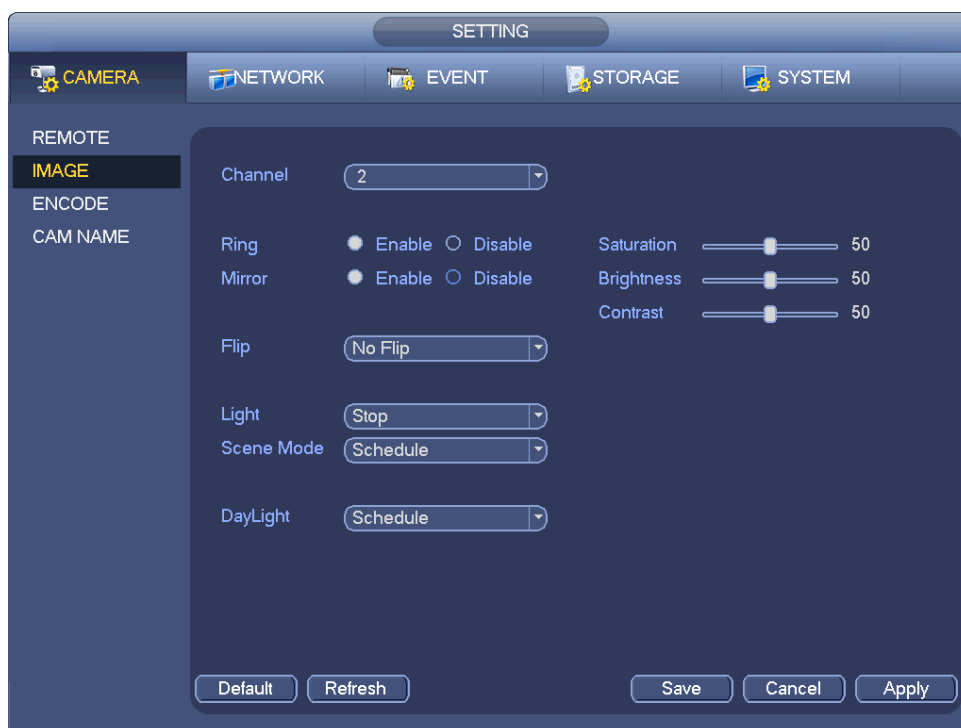 SETTING
CAMERA NETWORK EVENT STORAGE SYSTEM
REMOTE
IMAGE
ENCODE
CAM NAME
Channel 2
Ring Enable Disable Saturation 50
Mirror Enable Disable Brightness 50
Contrast 50
Flip No Flip
Light Stop
Scene Mode Schedule
DayLight Schedule
Default Refresh Save Cancel Apply